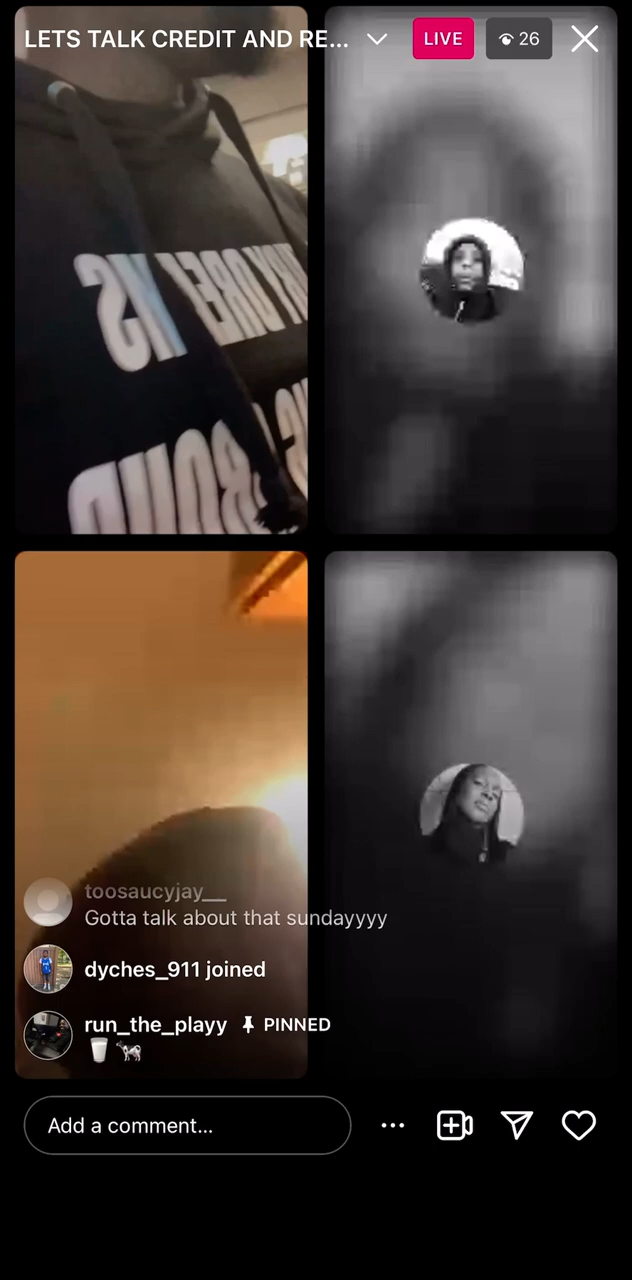 LETS TALK CREDIT AND RE...
LIVE
26
toosaucyjay__
Gotta talk about that sundayyyy
dyches_911 joined
run_the_playy PINNED
🥛 🐄
Add a comment...